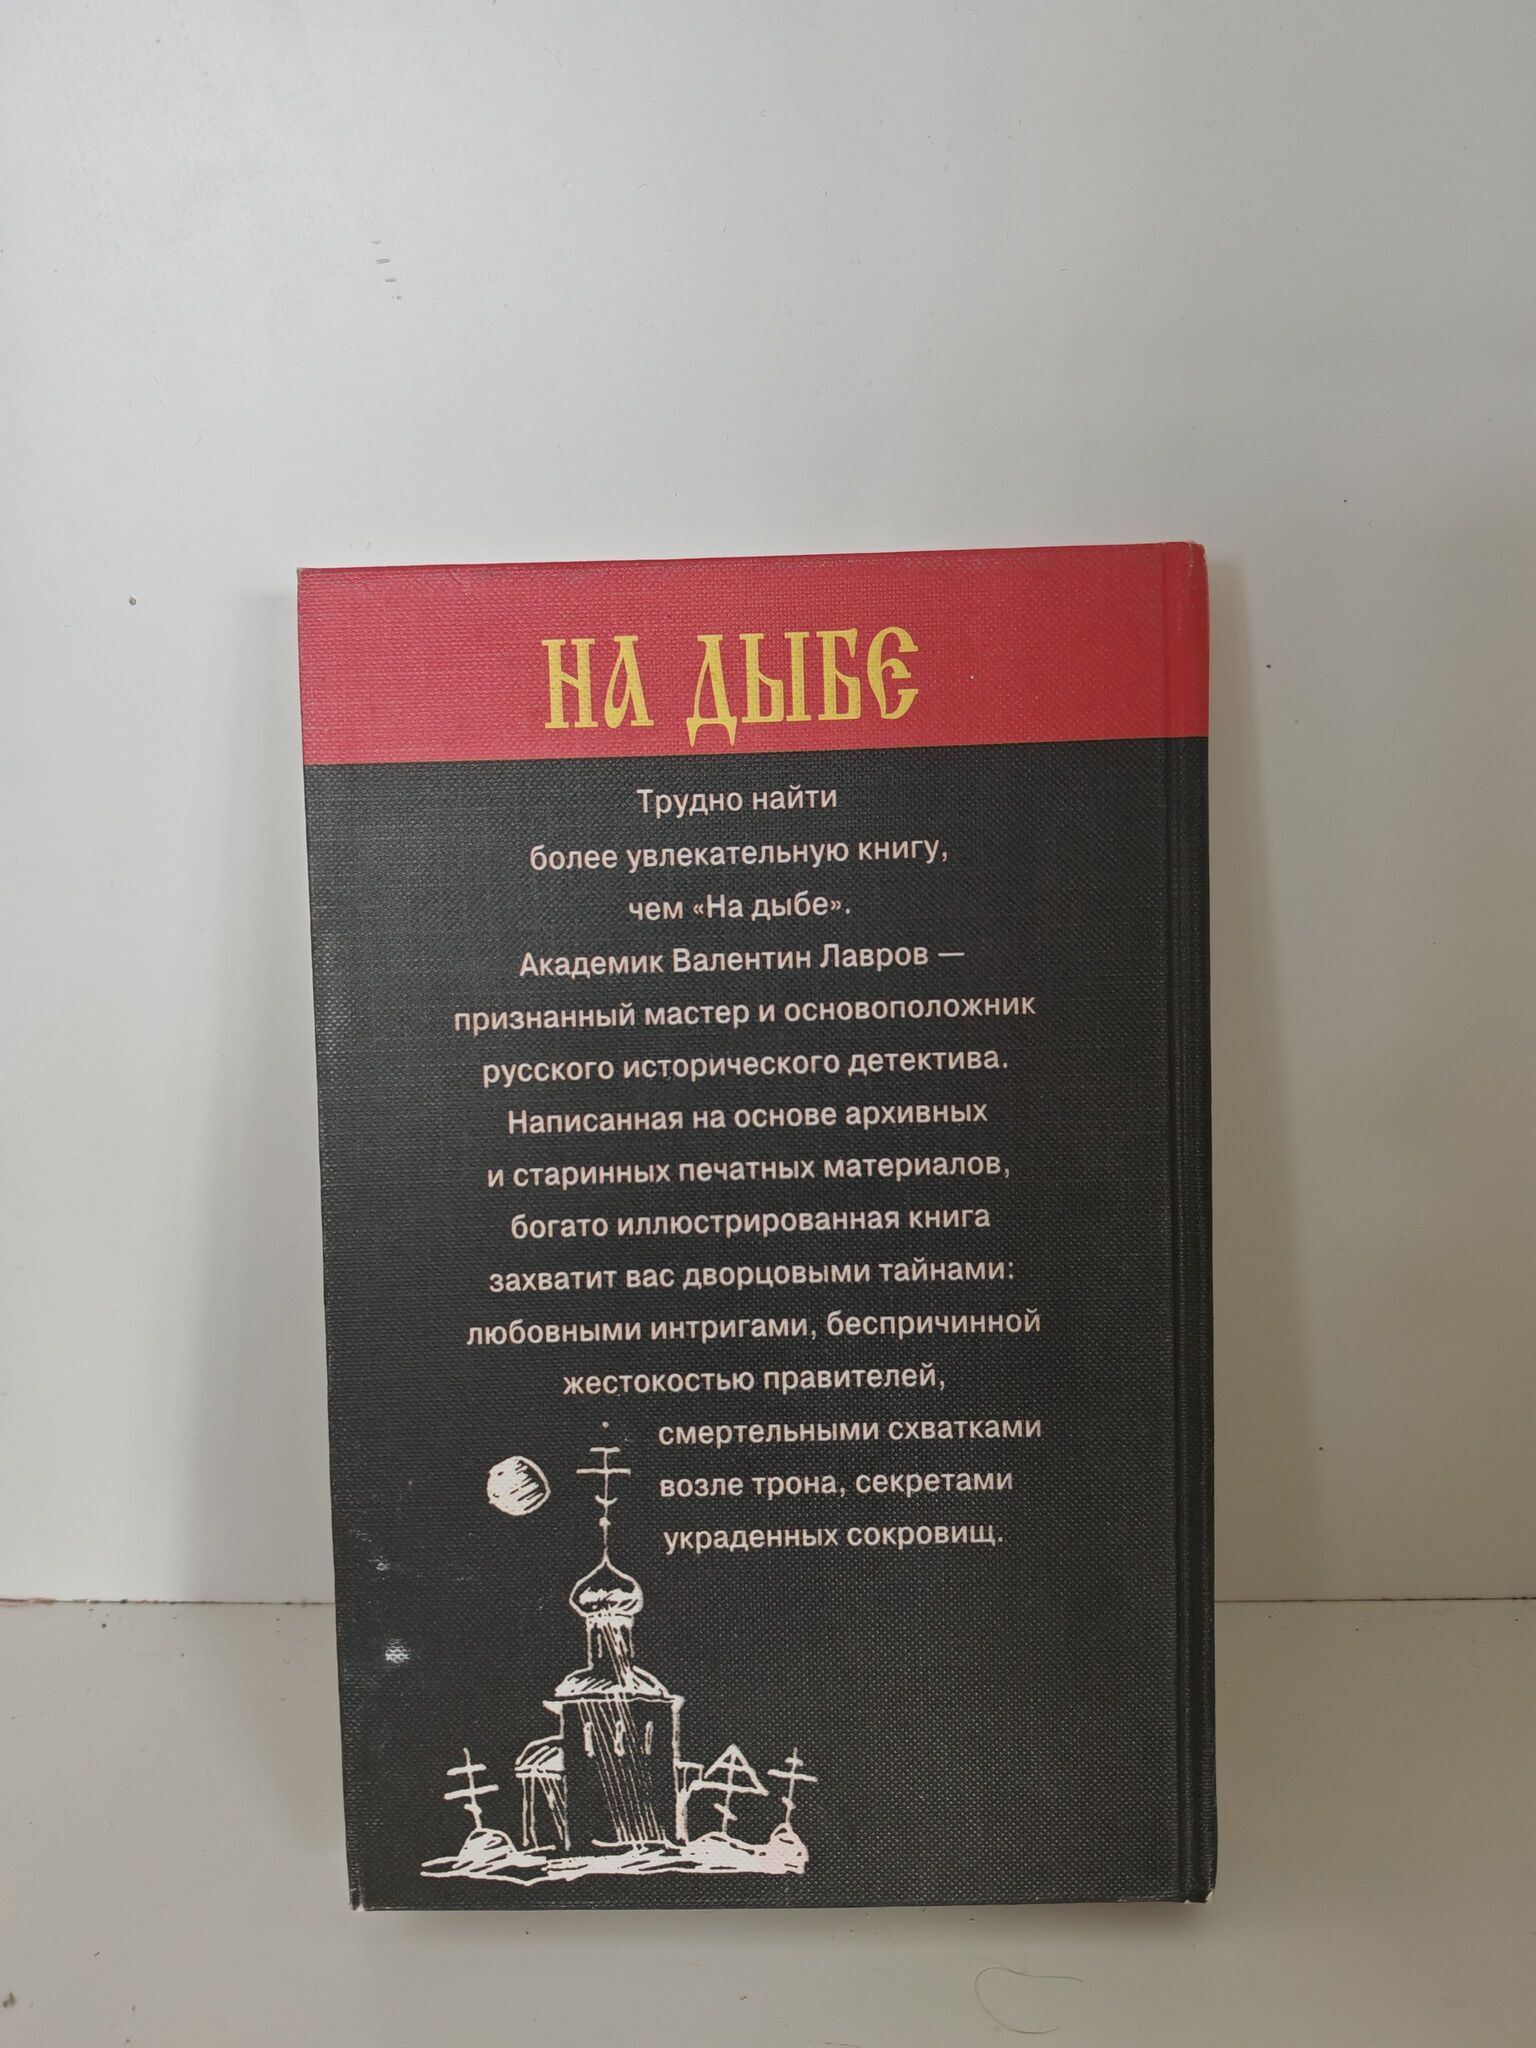 НА ДЫБЕ
Трудно найти
более увлекательную книгу,
чем «На дыбе».
Академик Валентин Лавров —
признанный мастер и основоположник
русского исторического детектива.
Написанная на основе архивных
и старинных печатных материалов,
богато иллюстрированная книга
захватит вас дворцовыми тайнами:
любовными интригами, беспричинной
жестокостью правителей,
смертельными схватками
возле трона, секретами
украденных сокровищ.